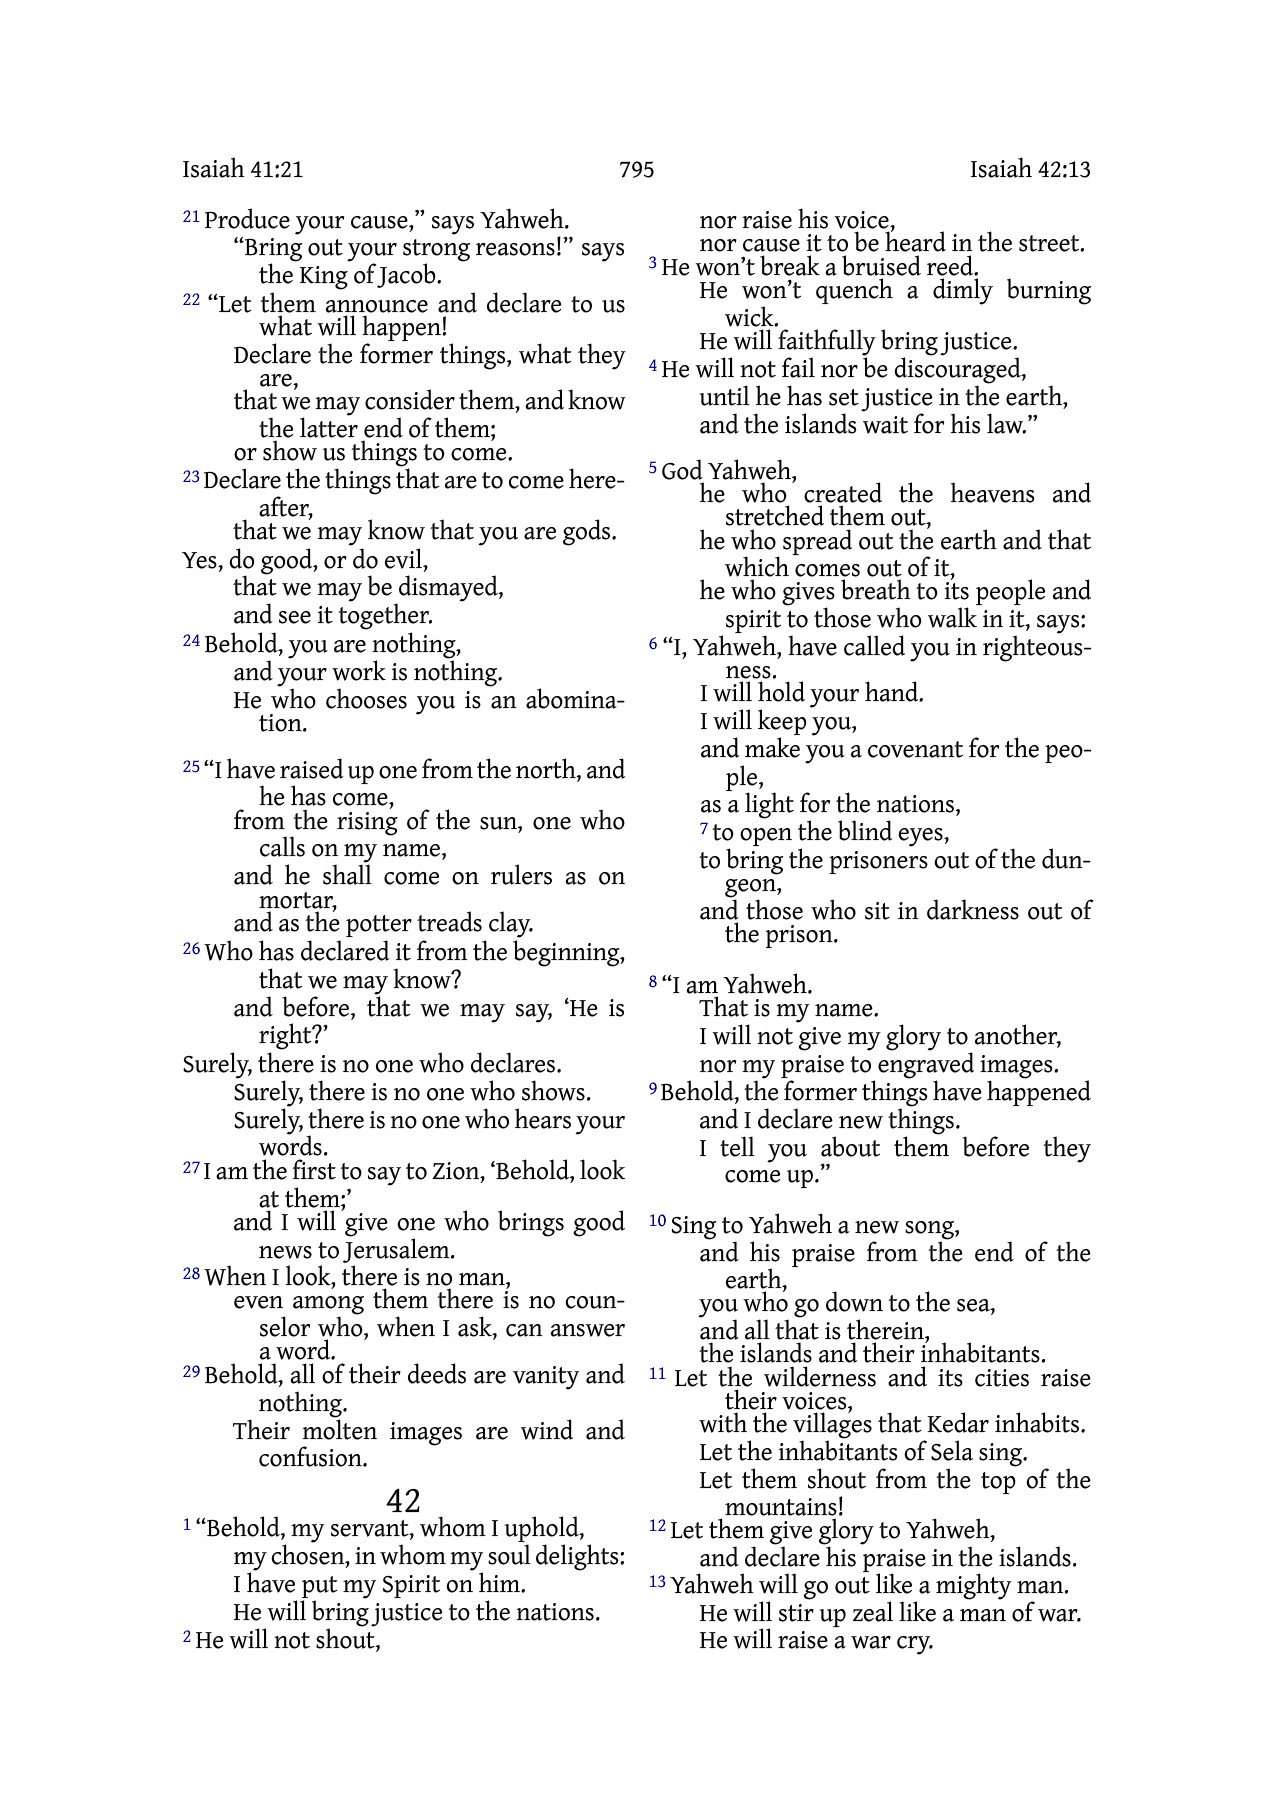 Isaiah 41:21 795 Isaiah 42:13
21 Produce your cause,” says Yahweh.
“Bring out your strong reasons!” says
the King of Jacob.
22 “Let them announce and declare to us
what will happen!
Declare the former things, what they
are,
that we may consider them, and know
the latter end of them;
or show us things to come.
23 Declare the things that are to come here-
after,
that we may know that you are gods.
Yes, do good, or do evil,
that we may be dismayed,
and see it together.
24 Behold, you are nothing,
and your work is nothing.
He who chooses you is an abomina-
tion.
25 “I have raised up one from the north, and
he has come,
from the rising of the sun, one who
calls on my name,
and he shall come on rulers as on
mortar,
and as the potter treads clay.
26 Who has declared it from the beginning,
that we may know?
and before, that we may say, ‘He is
right?’
Surely, there is no one who declares.
Surely, there is no one who shows.
Surely, there is no one who hears your
words.
27 I am the first to say to Zion, ‘Behold, look
at them;’
and I will give one who brings good
news to Jerusalem.
28 When I look, there is no man,
even among them there is no coun-
selor who, when I ask, can answer
a word.
29 Behold, all of their deeds are vanity and
nothing.
Their molten images are wind and
confusion.
42
1 “Behold, my servant, whom I uphold,
my chosen, in whom my soul delights:
I have put my Spirit on him.
He will bring justice to the nations.
2 He will not shout,
nor raise his voice,
nor cause it to be heard in the street.
3 He won’t break a bruised reed.
He won’t quench a dimly burning
wick.
He will faithfully bring justice.
4 He will not fail nor be discouraged,
until he has set justice in the earth,
and the islands wait for his law.”
5 God Yahweh,
he who created the heavens and
stretched them out,
he who spread out the earth and that
which comes out of it,
he who gives breath to its people and
spirit to those who walk in it, says:
6 “I, Yahweh, have called you in righteous-
ness.
I will hold your hand.
I will keep you,
and make you a covenant for the peo-
ple,
as a light for the nations,
7 to open the blind eyes,
to bring the prisoners out of the dun-
geon,
and those who sit in darkness out of
the prison.
8 “I am Yahweh.
That is my name.
I will not give my glory to another,
nor my praise to engraved images.
9 Behold, the former things have happened
and I declare new things.
I tell you about them before they
come up.”
10 Sing to Yahweh a new song,
and his praise from the end of the
earth,
you who go down to the sea,
and all that is therein,
the islands and their inhabitants.
11 Let the wilderness and its cities raise
their voices,
with the villages that Kedar inhabits.
Let the inhabitants of Sela sing.
Let them shout from the top of the
mountains!
12 Let them give glory to Yahweh,
and declare his praise in the islands.
13 Yahweh will go out like a mighty man.
He will stir up zeal like a man of war.
He will raise a war cry.